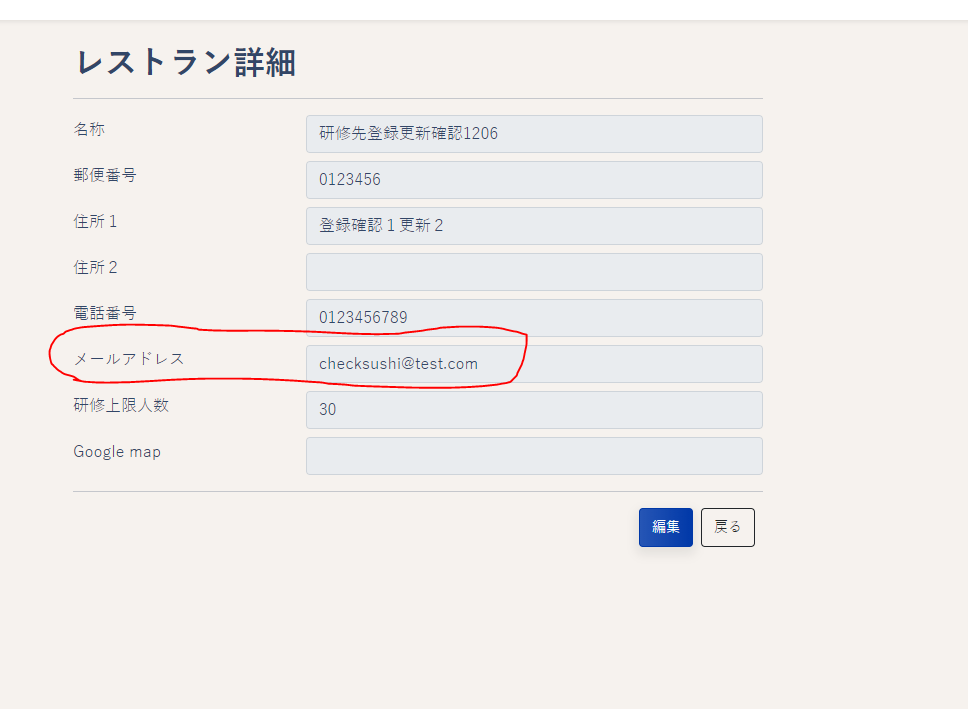 レストラン詳細
名称 研修先登録更新確認1206
郵便番号 0123456
住所１ 登録確認１更新２
住所２
電話番号 0123456789
メールアドレス checksushi@test.com
研修上限人数 30
Google map
編集 戻る